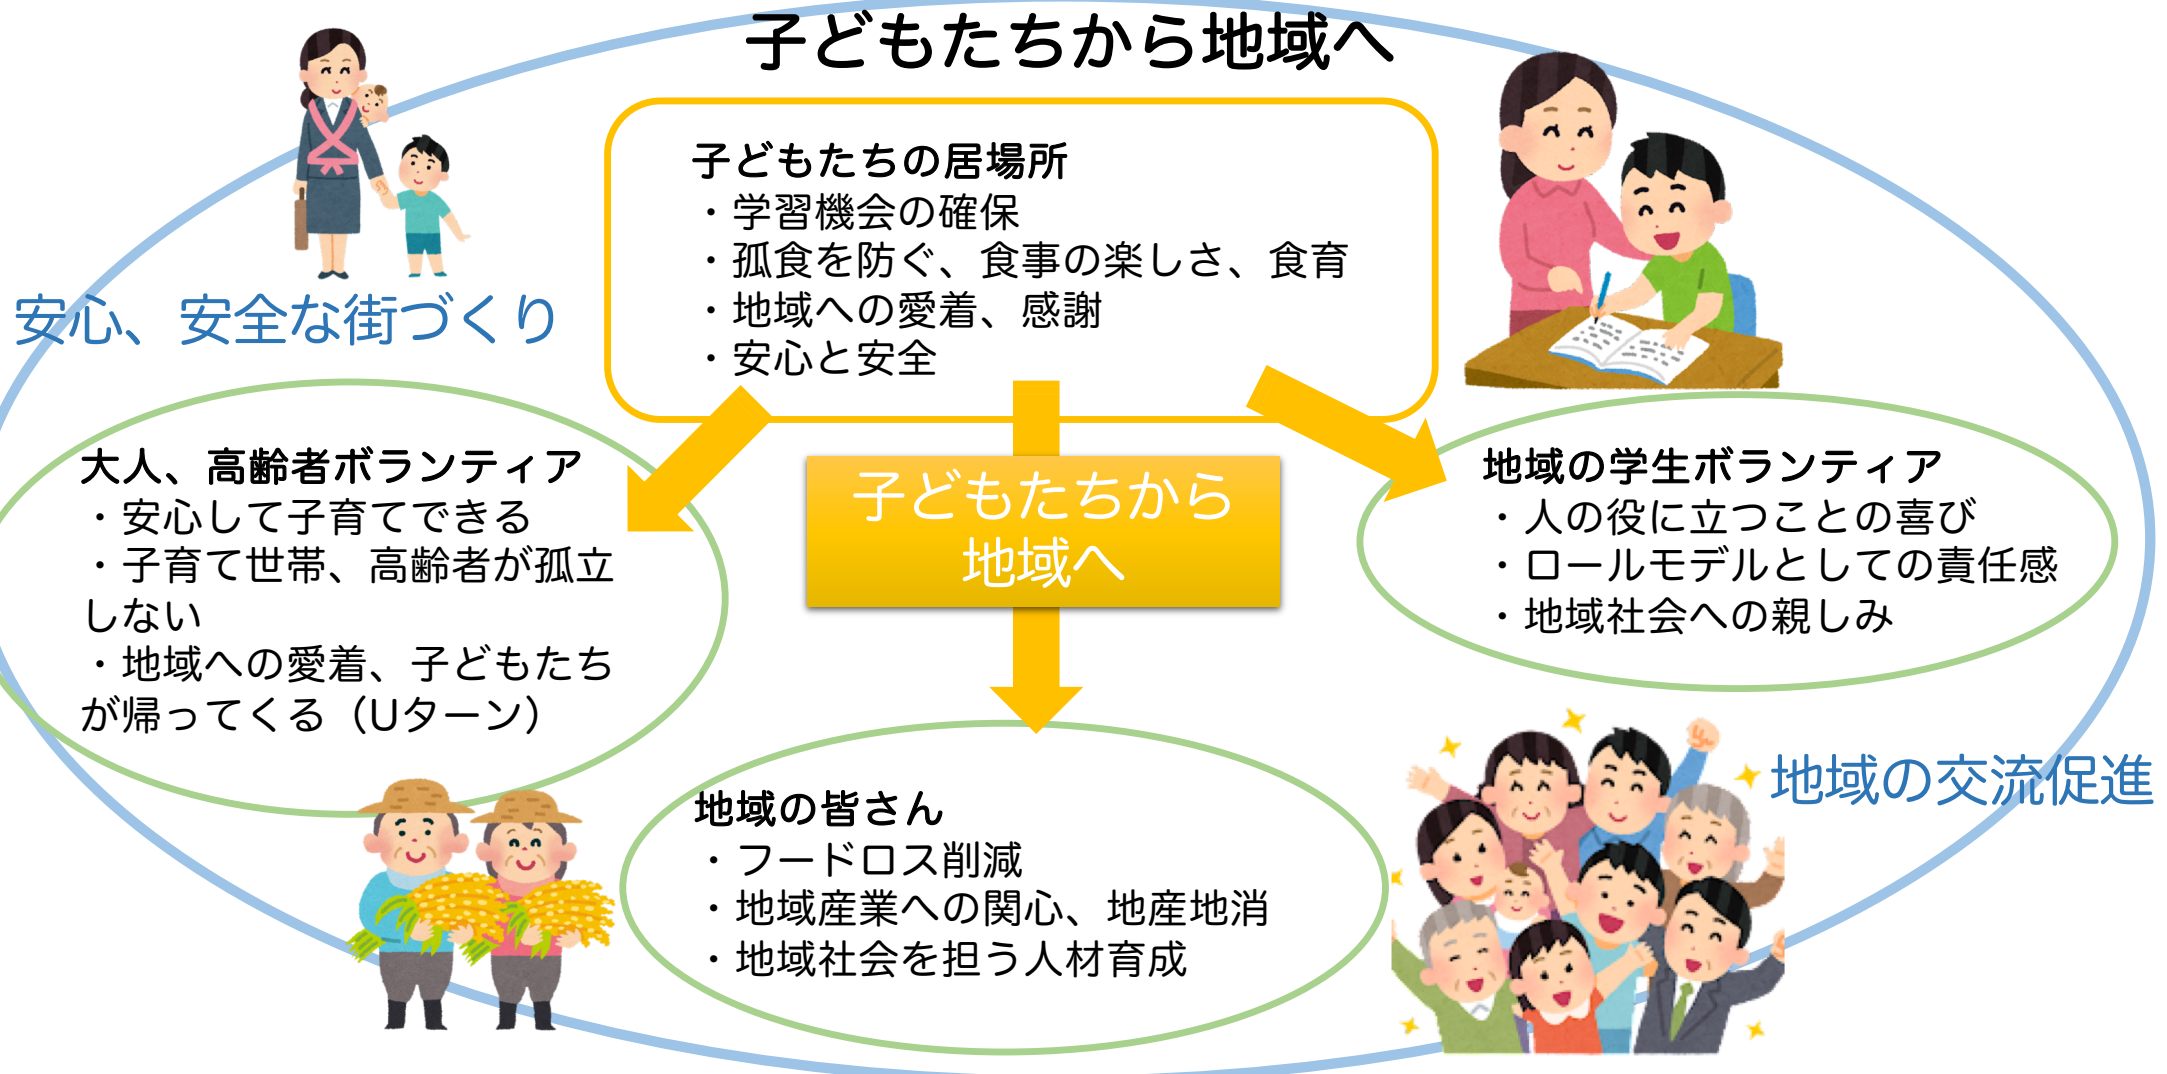 子どもたちから地域へ
子どもたちの居場所
・学習機会の確保
・孤食を防ぐ、食事の楽しさ、食育
・地域への愛着、感謝
・安心と安全
安心、安全な街づくり
大人、高齢者ボランティア
・安心して子育てできる
・子育て世帯、高齢者が孤立
しない
・地域への愛着、子どもたち
が帰ってくる（Uターン）
子どもたちから
地域へ
地域の学生ボランティア
・人の役に立つことの喜び
・ロールモデルとしての責任感
・地域社会への親しみ
地域の交流促進
地域の皆さん
・フードロス削減
・地域産業への関心、地産地消
・地域社会を担う人材育成